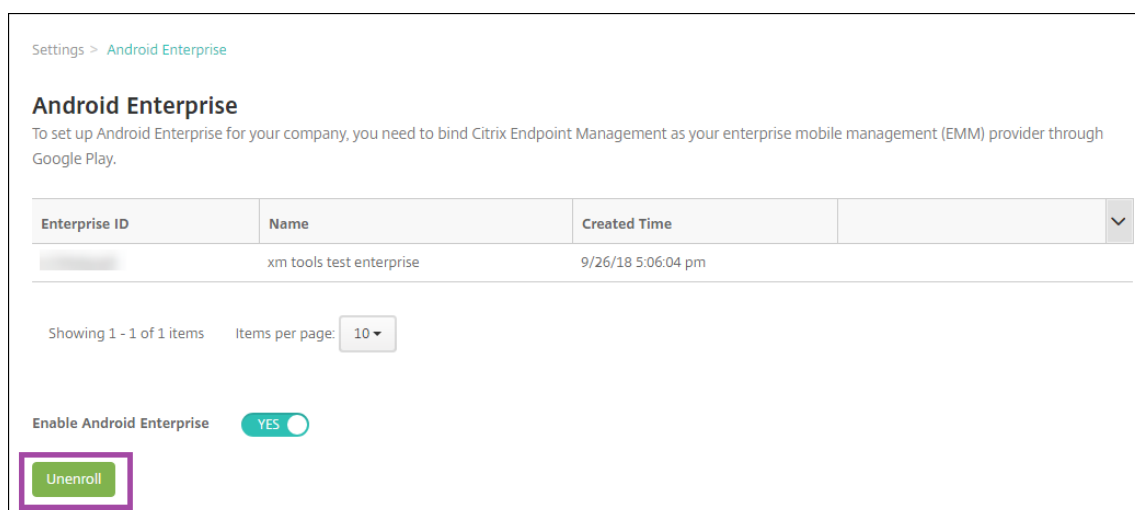 Settings > Android Enterprise
Android Enterprise
To set up Android Enterprise for your company, you need to bind Citrix Endpoint Management as your enterprise mobile management (EMM) provider through
Google Play.
Enterprise ID Name Created Time
xm tools test enterprise 9/26/18 5:06:04 pm
Showing 1 - 1 of 1 items Items per page: 10
Enable Android Enterprise YES
Unenroll